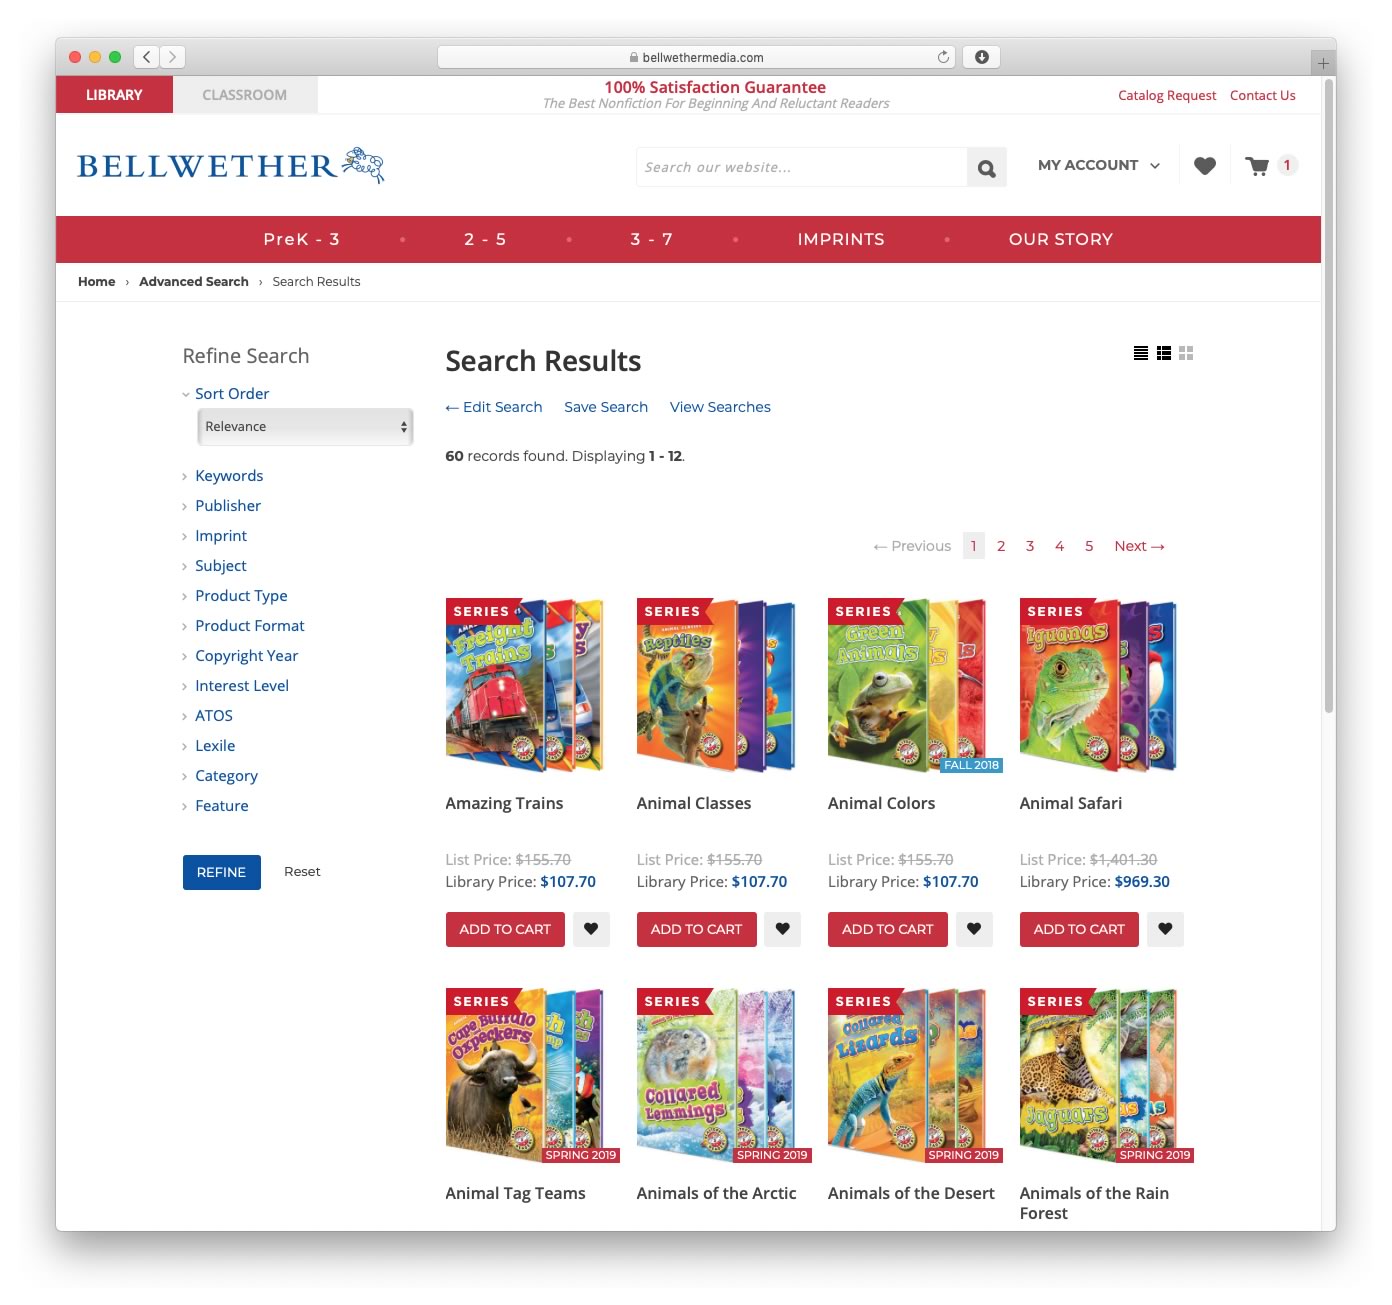 bellwethermedia.com
LIBRARY
CLASSROOM
100% Satisfaction Guarantee
The Best Nonfiction For Beginning And Reluctant Readers
Catalog Request Contact Us
BELLWETHER
Search our website...
MY ACCOUNT
1
PreK - 3 • 2 - 5 • 3 - 7 • IMPRINTS • OUR STORY
Home › Advanced Search › Search Results
Refine Search
Sort Order
Relevance
Keywords
Publisher
Imprint
Subject
Product Type
Product Format
Copyright Year
Interest Level
ATOS
Lexile
Category
Feature
REFINE Reset
Search Results
← Edit Search Save Search View Searches
60 records found. Displaying 1 - 12.
← Previous 1 2 3 4 5 Next →
SERIES
Freight
Trains
SERIES
Reptiles
SERIES
Green
Animals
FALL 2018
SERIES
Iguanas
Amazing Trains
Animal Classes
Animal Colors
Animal Safari
List Price: $155.70
Library Price: $107.70
List Price: $155.70
Library Price: $107.70
List Price: $155.70
Library Price: $107.70
List Price: $1,401.30
Library Price: $969.30
ADD TO CART
ADD TO CART
ADD TO CART
ADD TO CART
SERIES
Cape Buffalo
Oxpeckers
SPRING 2019
SERIES
Collared
Lemmings
SPRING 2019
SERIES
Collared
Lizards
SPRING 2019
SERIES
Jaguars
SPRING 2019
Animal Tag Teams
Animals of the Arctic
Animals of the Desert
Animals of the Rain
Forest